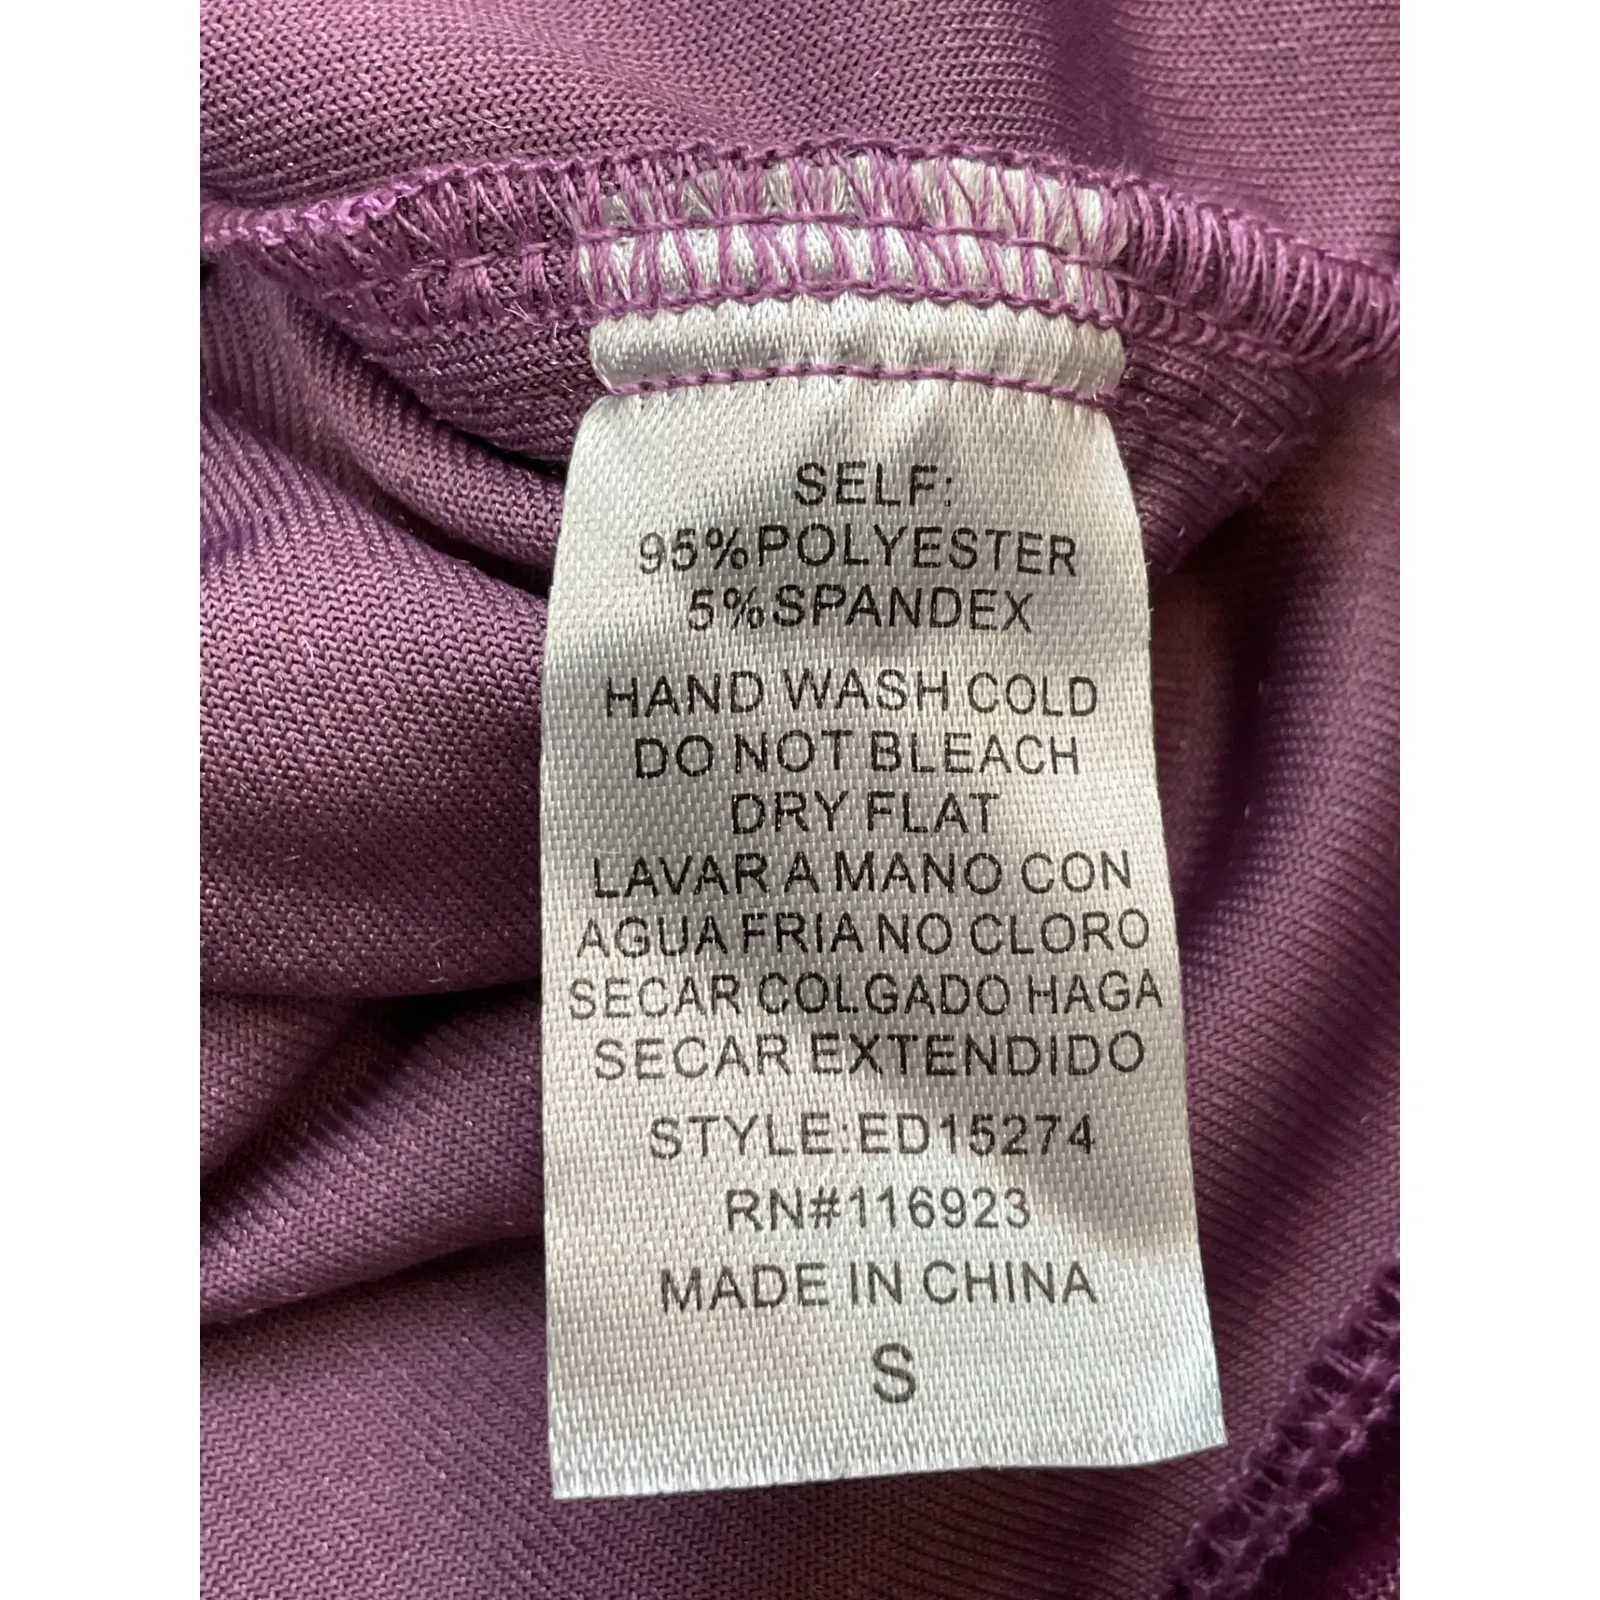 SELF:
95%POLYESTER
5%SPANDEX
HAND WASH COLD
DO NOT BLEACH
DRY FLAT
LAVAR A MANO CON
AGUA FRIA NO CLORO
SECAR COLGADO HAGA
SECAR EXTENDIDO
STYLE:ED15274
RN#116923
MADE IN CHINA
S